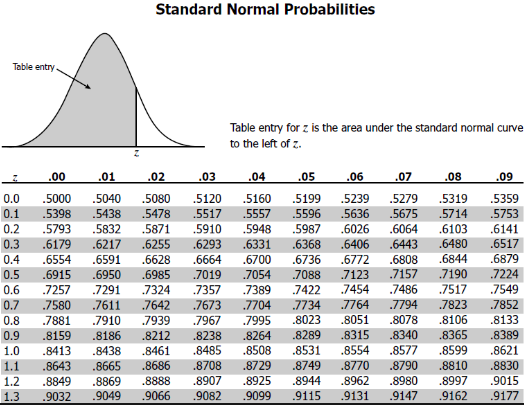 Standard Normal Probabilities
Table entry
z
Table entry for z is the area under the standard normal curve
to the left of z.
z .00 .01 .02 .03 .04 .05 .06 .07 .08 .09
0.0 .5000 .5040 .5080 .5120 .5160 .5199 .5239 .5279 .5319 .5359
0.1 .5398 .5438 .5478 .5517 .5557 .5596 .5636 .5675 .5714 .5753
0.2 .5793 .5832 .5871 .5910 .5948 .5987 .6026 .6064 .6103 .6141
0.3 .6179 .6217 .6255 .6293 .6331 .6368 .6406 .6443 .6480 .6517
0.4 .6554 .6591 .6628 .6664 .6700 .6736 .6772 .6808 .6844 .6879
0.5 .6915 .6950 .6985 .7019 .7054 .7088 .7123 .7157 .7190 .7224
0.6 .7257 .7291 .7324 .7357 .7389 .7422 .7454 .7486 .7517 .7549
0.7 .7580 .7611 .7642 .7673 .7704 .7734 .7764 .7794 .7823 .7852
0.8 .7881 .7910 .7939 .7967 .7995 .8023 .8051 .8078 .8106 .8133
0.9 .8159 .8186 .8212 .8238 .8264 .8289 .8315 .8340 .8365 .8389
1.0 .8413 .8438 .8461 .8485 .8508 .8531 .8554 .8577 .8599 .8621
1.1 .8643 .8665 .8686 .8708 .8729 .8749 .8770 .8790 .8810 .8830
1.2 .8849 .8869 .8888 .8907 .8925 .8944 .8962 .8980 .8997 .9015
1.3 .9032 .9049 .9066 .9082 .9099 .9115 .9131 .9147 .9162 .9177